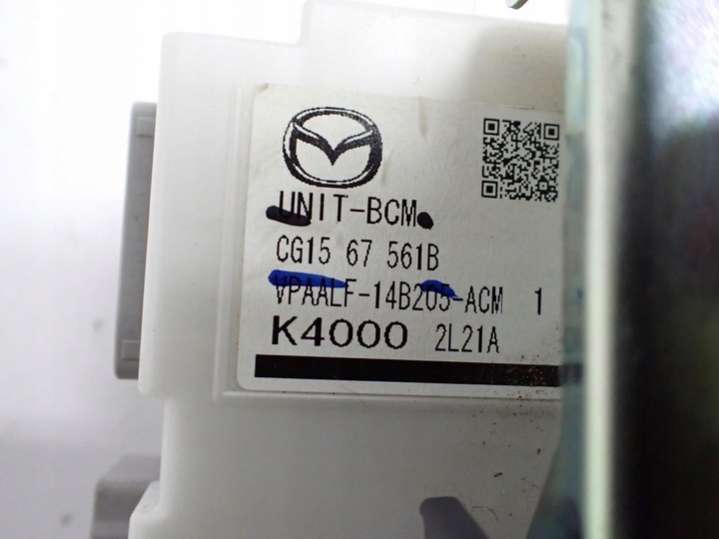 UNIT-BCM
CG15 67 561B
VPAALF-14B205-ACM 1
K4000 2L21A